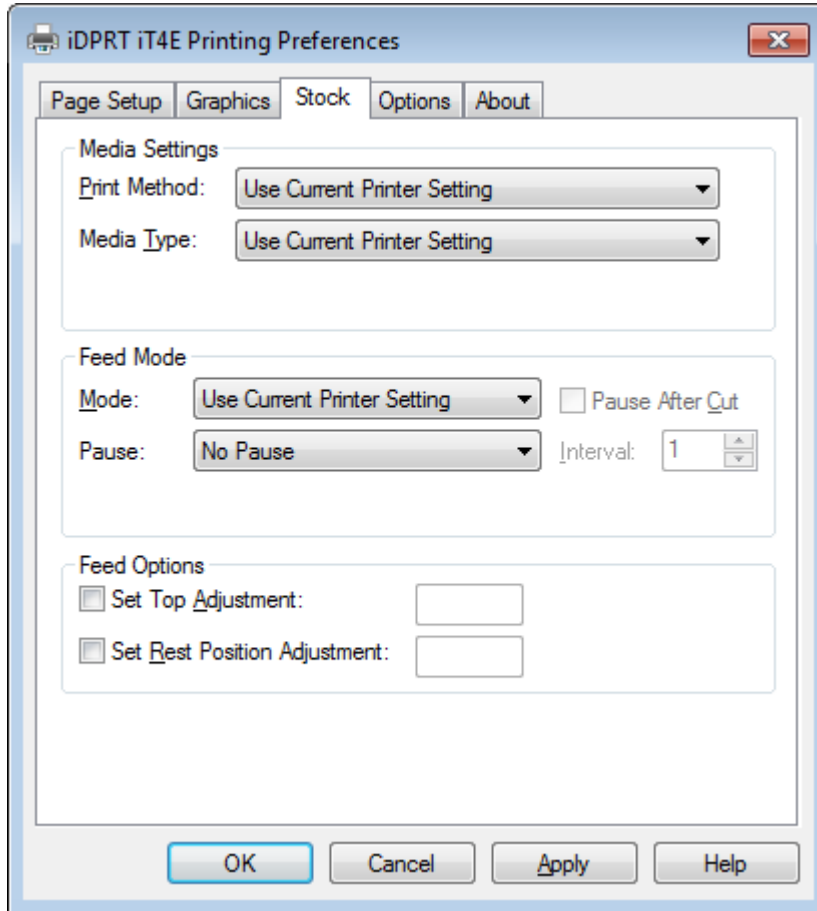 iDPRT iT4E Printing Preferences
Page Setup Graphics Stock Options About
Media Settings
Print Method: Use Current Printer Setting
Media Type: Use Current Printer Setting
Feed Mode
Mode: Use Current Printer Setting Pause After Cut
Pause: No Pause Interval: 1
Feed Options
Set Top Adjustment:
Set Rest Position Adjustment:
OK Cancel Apply Help